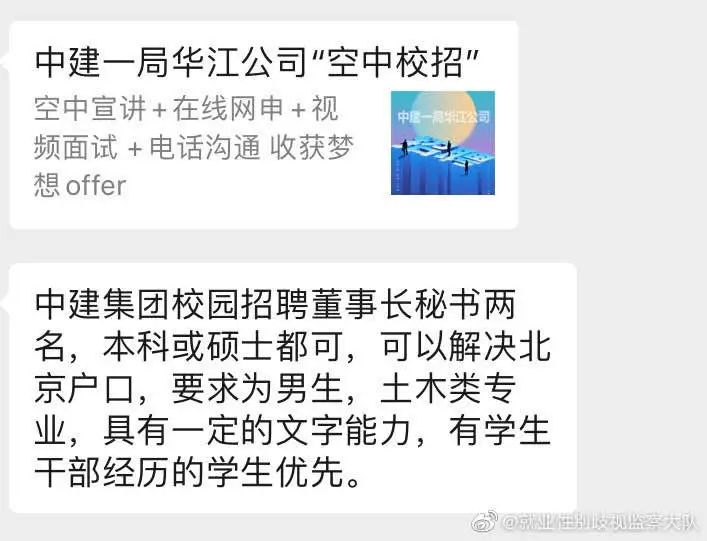 中建一局华江公司“空中校招”
空中宣讲+在线网申+视
频面试 +电话沟通 收获梦
想offer
中建一局华江公司
中建集团校园招聘董事长秘书两
名，本科或硕士都可，可以解决北
京户口，要求为男生，土木类专
业，具有一定的文字能力，有学生
干部经历的学生优先。
@就业性别歧视监察大队